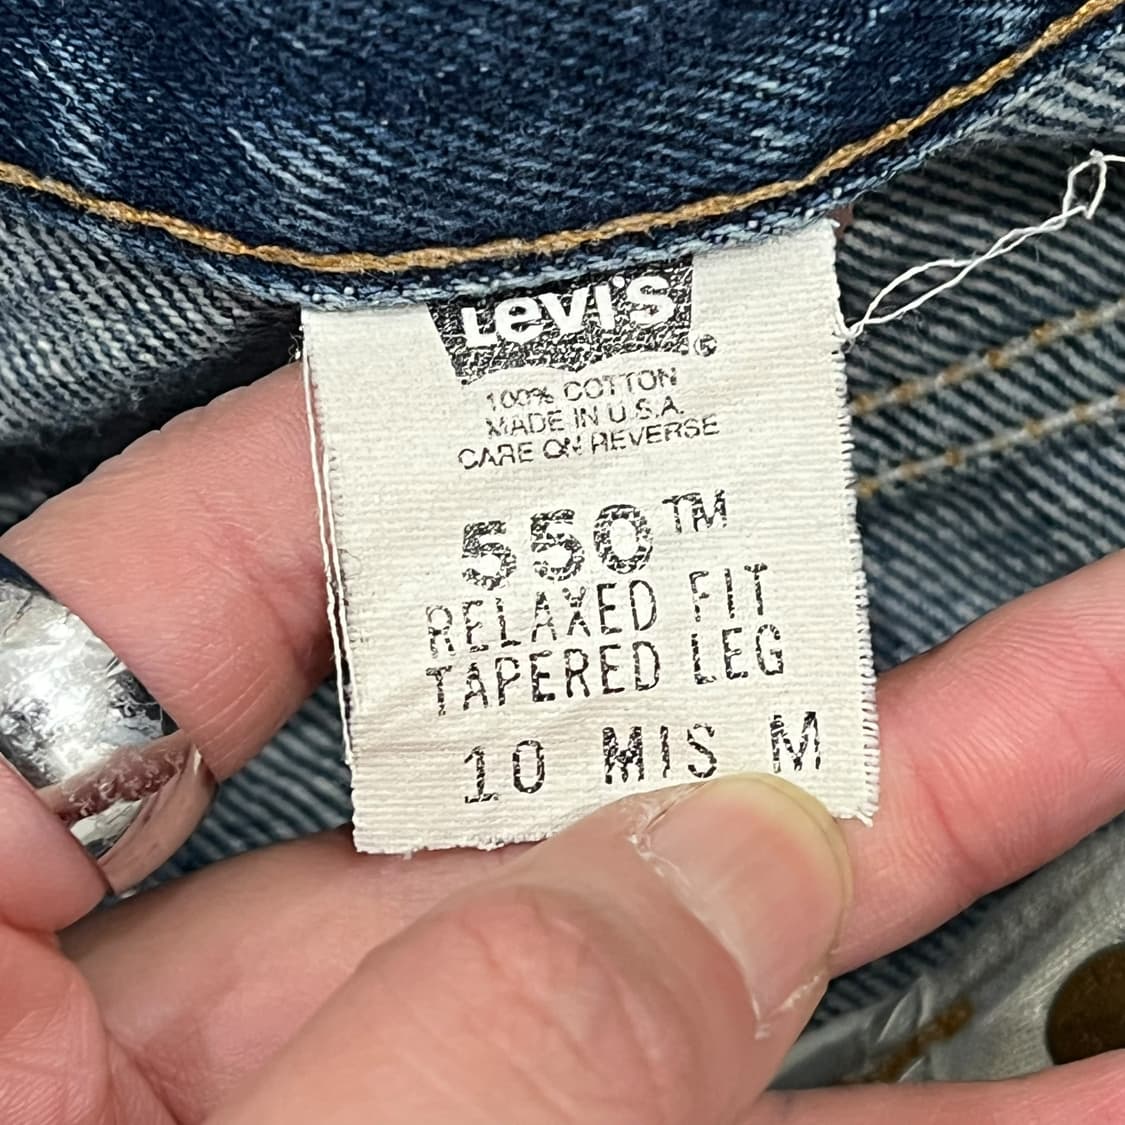 Levi's ®
100% COTTON
MADE IN U.S.A.
CARE ON REVERSE
550™
RELAXED FIT
TAPERED LEG
10 MIS M